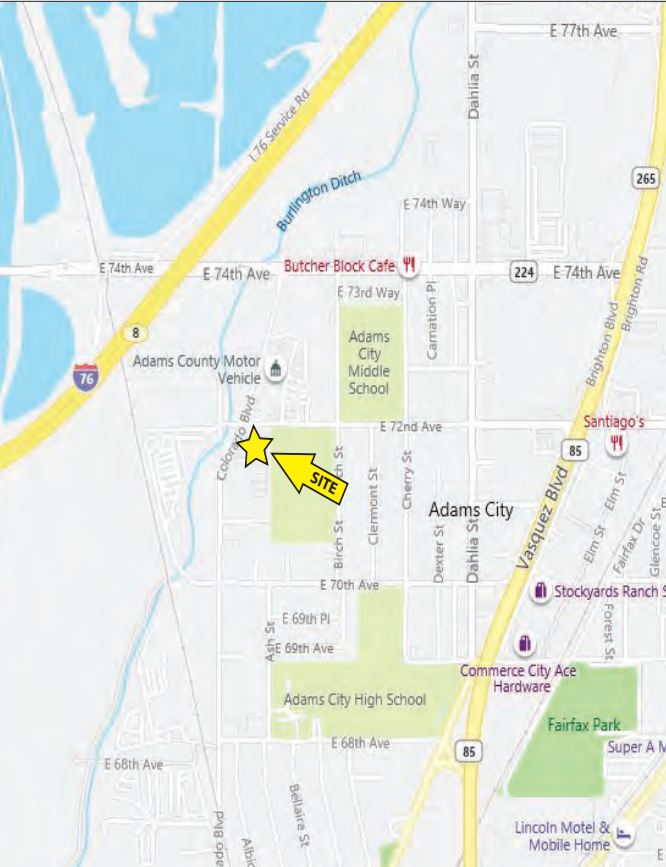 E 77th Ave
Dahlia St
I 76 Service Rd
265
Burlington Ditch
E 74th Way
E 74th Ave
E 74th Ave
Butcher Block Cafe
224
E 74th Ave
Brighton Rd
E 73rd Way
Carnation Pl
8
Adams
City
Middle
School
Brighton Blvd
76
Adams County Motor
Vehicle
Colorado Blvd
E 72nd Ave
Santiago's
85
SITE
Clermont St
Cherry St
Vasquez Blvd
Elm St
Adams City
Birch St
Dexter St
Dahlia St
Elm St
Fairfax Dr
Glencoe St
E 70th Ave
Stockyards Ranch S
E 69th Pl
Ash St
E 69th Ave
Forest St
Commerce City Ace
Hardware
Adams City High School
Fairfax Park
E 68th Ave
85
Super A M
E 68th Ave
Bellaire St
Lincoln Motel &
Mobile Home